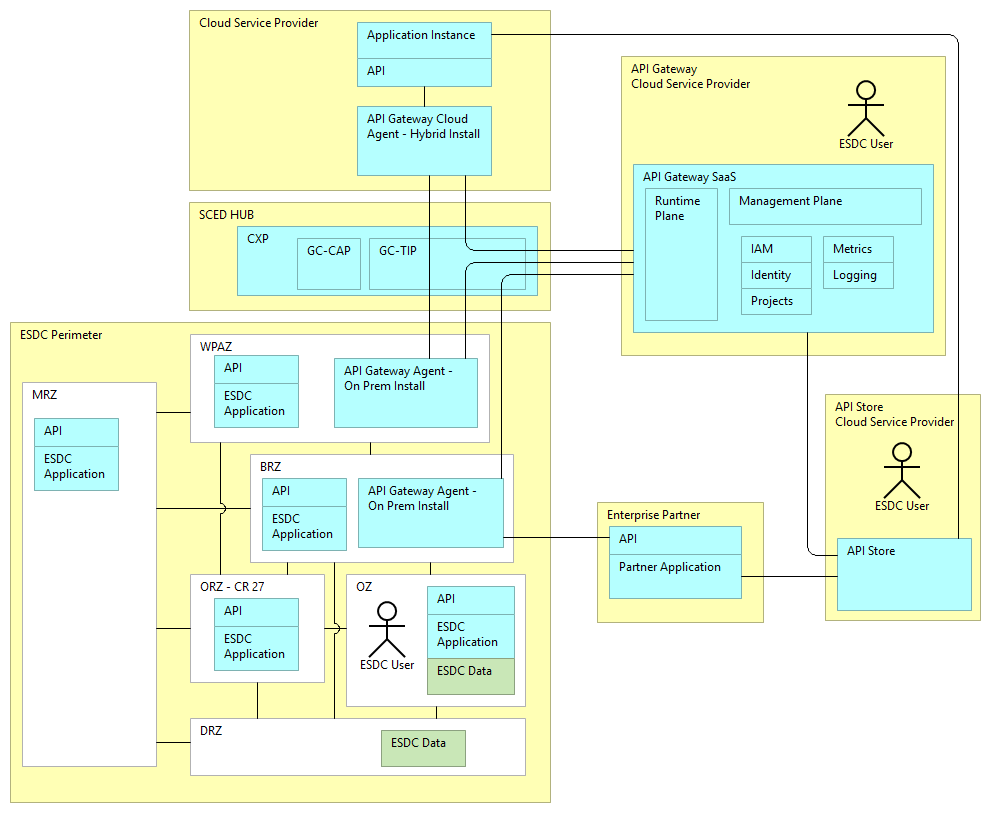 Cloud Service Provider
Application Instance
API
API Gateway Cloud
Agent - Hybrid Install
API Gateway
Cloud Service Provider
ESDC User
API Gateway SaaS
Runtime
Plane
Management Plane
IAM
Identity
Projects
Metrics
Logging
SCED HUB
CXP
GC-CAP
GC-TIP
ESDC Perimeter
WPAZ
API
ESDC
Application
API Gateway Agent -
On Prem Install
MRZ
API
ESDC
Application
BRZ
API
ESDC
Application
API Gateway Agent -
On Prem Install
ORZ - CR 27
API
ESDC
Application
OZ
ESDC User
API
ESDC
Application
ESDC Data
DRZ
ESDC Data
Enterprise Partner
API
Partner Application
API Store
Cloud Service Provider
ESDC User
API Store